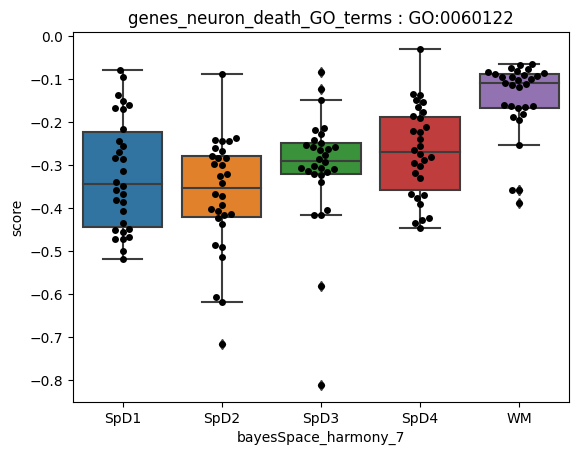 genes_neuron_death_GO_terms : GO:0060122
0.0
−0.1
−0.2
−0.3
−0.4
−0.5
−0.6
−0.7
−0.8
score
SpD1 SpD2 SpD3 SpD4 WM
bayesSpace_harmony_7